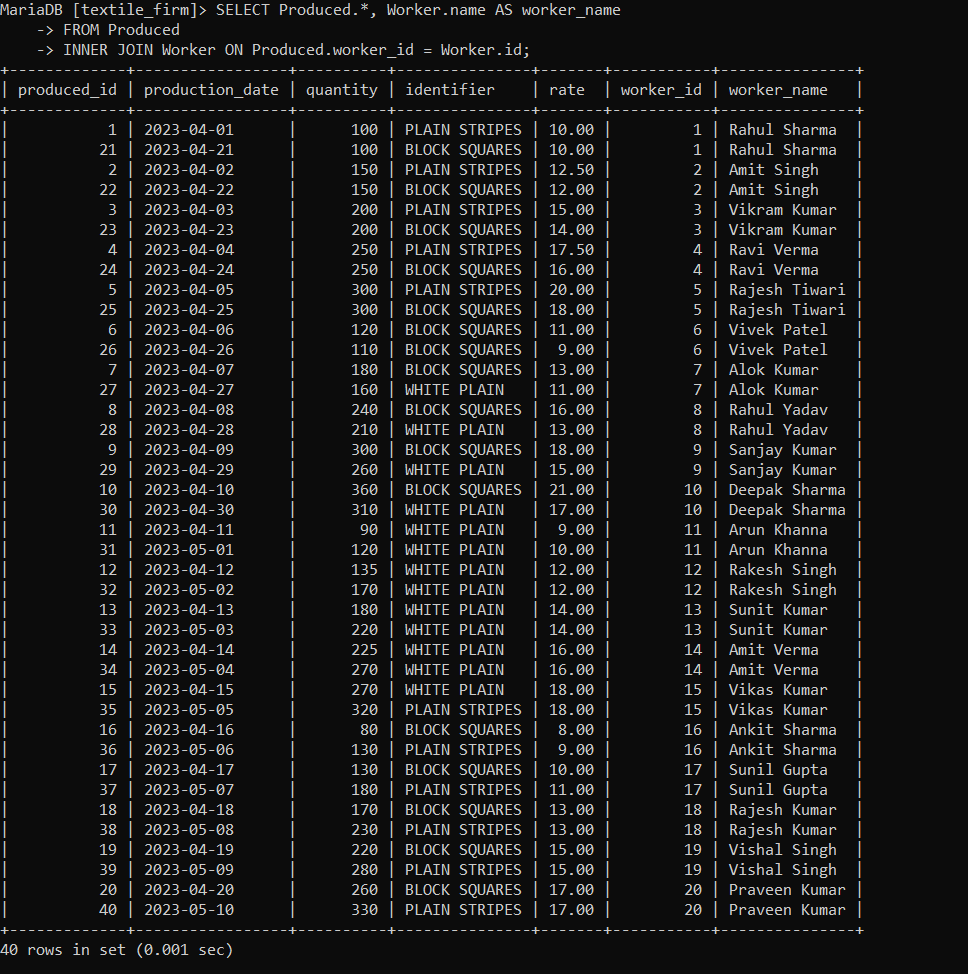 MariaDB [textile_firm]> SELECT Produced.*, Worker.name AS worker_name
    -> FROM Produced
    -> INNER JOIN Worker ON Produced.worker_id = Worker.id;
+-------------+-----------------+----------+---------------+-------+-----------+---------------+
| produced_id | production_date | quantity | identifier    | rate  | worker_id | worker_name   |
+-------------+-----------------+----------+---------------+-------+-----------+---------------+
|           1 | 2023-04-01      |      100 | PLAIN STRIPES | 10.00 |         1 | Rahul Sharma  |
|          21 | 2023-04-21      |      100 | BLOCK SQUARES | 10.00 |         1 | Rahul Sharma  |
|           2 | 2023-04-02      |      150 | PLAIN STRIPES | 12.50 |         2 | Amit Singh    |
|          22 | 2023-04-22      |      150 | BLOCK SQUARES | 12.00 |         2 | Amit Singh    |
|           3 | 2023-04-03      |      200 | PLAIN STRIPES | 15.00 |         3 | Vikram Kumar  |
|          23 | 2023-04-23      |      200 | BLOCK SQUARES | 14.00 |         3 | Vikram Kumar  |
|           4 | 2023-04-04      |      250 | PLAIN STRIPES | 17.50 |         4 | Ravi Verma    |
|          24 | 2023-04-24      |      250 | BLOCK SQUARES | 16.00 |         4 | Ravi Verma    |
|           5 | 2023-04-05      |      300 | PLAIN STRIPES | 20.00 |         5 | Rajesh Tiwari |
|          25 | 2023-04-25      |      300 | BLOCK SQUARES | 18.00 |         5 | Rajesh Tiwari |
|           6 | 2023-04-06      |      120 | BLOCK SQUARES | 11.00 |         6 | Vivek Patel   |
|          26 | 2023-04-26      |      110 | BLOCK SQUARES |  9.00 |         6 | Vivek Patel   |
|           7 | 2023-04-07      |      180 | BLOCK SQUARES | 13.00 |         7 | Alok Kumar    |
|          27 | 2023-04-27      |      160 | WHITE PLAIN   | 11.00 |         7 | Alok Kumar    |
|           8 | 2023-04-08      |      240 | BLOCK SQUARES | 16.00 |         8 | Rahul Yadav   |
|          28 | 2023-04-28      |      210 | WHITE PLAIN   | 13.00 |         8 | Rahul Yadav   |
|           9 | 2023-04-09      |      300 | BLOCK SQUARES | 18.00 |         9 | Sanjay Kumar  |
|          29 | 2023-04-29      |      260 | WHITE PLAIN   | 15.00 |         9 | Sanjay Kumar  |
|          10 | 2023-04-10      |      360 | BLOCK SQUARES | 21.00 |        10 | Deepak Sharma |
|          30 | 2023-04-30      |      310 | WHITE PLAIN   | 17.00 |        10 | Deepak Sharma |
|          11 | 2023-04-11      |       90 | WHITE PLAIN   |  9.00 |        11 | Arun Khanna   |
|          31 | 2023-05-01      |      120 | WHITE PLAIN   | 10.00 |        11 | Arun Khanna   |
|          12 | 2023-04-12      |      135 | WHITE PLAIN   | 12.00 |        12 | Rakesh Singh  |
|          32 | 2023-05-02      |      170 | WHITE PLAIN   | 12.00 |        12 | Rakesh Singh  |
|          13 | 2023-04-13      |      180 | WHITE PLAIN   | 14.00 |        13 | Sunit Kumar   |
|          33 | 2023-05-03      |      220 | WHITE PLAIN   | 14.00 |        13 | Sunit Kumar   |
|          14 | 2023-04-14      |      225 | WHITE PLAIN   | 16.00 |        14 | Amit Verma    |
|          34 | 2023-05-04      |      270 | WHITE PLAIN   | 16.00 |        14 | Amit Verma    |
|          15 | 2023-04-15      |      270 | WHITE PLAIN   | 18.00 |        15 | Vikas Kumar   |
|          35 | 2023-05-05      |      320 | PLAIN STRIPES | 18.00 |        15 | Vikas Kumar   |
|          16 | 2023-04-16      |       80 | BLOCK SQUARES |  8.00 |        16 | Ankit Sharma  |
|          36 | 2023-05-06      |      130 | PLAIN STRIPES |  9.00 |        16 | Ankit Sharma  |
|          17 | 2023-04-17      |      130 | BLOCK SQUARES | 10.00 |        17 | Sunil Gupta   |
|          37 | 2023-05-07      |      180 | PLAIN STRIPES | 11.00 |        17 | Sunil Gupta   |
|          18 | 2023-04-18      |      170 | BLOCK SQUARES | 13.00 |        18 | Rajesh Kumar  |
|          38 | 2023-05-08      |      230 | PLAIN STRIPES | 13.00 |        18 | Rajesh Kumar  |
|          19 | 2023-04-19      |      220 | BLOCK SQUARES | 15.00 |        19 | Vishal Singh  |
|          39 | 2023-05-09      |      280 | PLAIN STRIPES | 15.00 |        19 | Vishal Singh  |
|          20 | 2023-04-20      |      260 | BLOCK SQUARES | 17.00 |        20 | Praveen Kumar |
|          40 | 2023-05-10      |      330 | PLAIN STRIPES | 17.00 |        20 | Praveen Kumar |
+-------------+-----------------+----------+---------------+-------+-----------+---------------+
40 rows in set (0.001 sec)